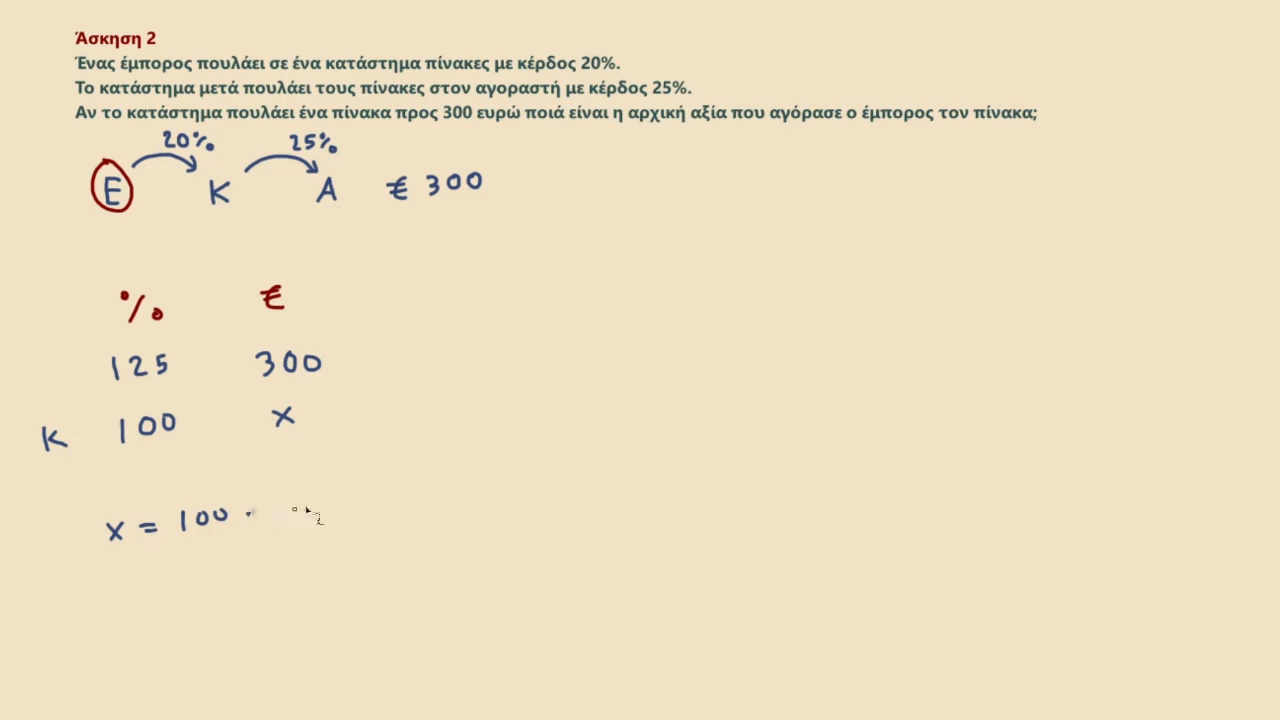 Άσκηση 2
Ένας έμπορος πουλάει σε ένα κατάστημα πίνακες με κέρδος 20%.
Το κατάστημα μετά πουλάει τους πίνακες στον αγοραστή με κέρδος 25%.
Αν το κατάστημα πουλάει ένα πίνακα προς 300 ευρώ ποιά είναι η αρχική αξία που αγόρασε ο έμπορος τον πίνακα;
20% 25%
Ε Κ Α € 300
% €
125 300
Κ 100 x
x = 100 ·